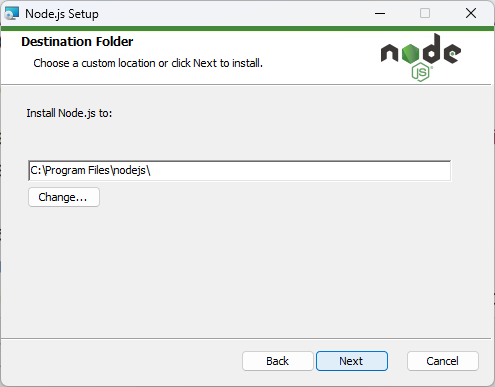 Node.js Setup
Destination Folder
Choose a custom location or click Next to install.
node
JS
Install Node.js to:
C:\Program Files\nodejs\
Change...
Back
Next
Cancel